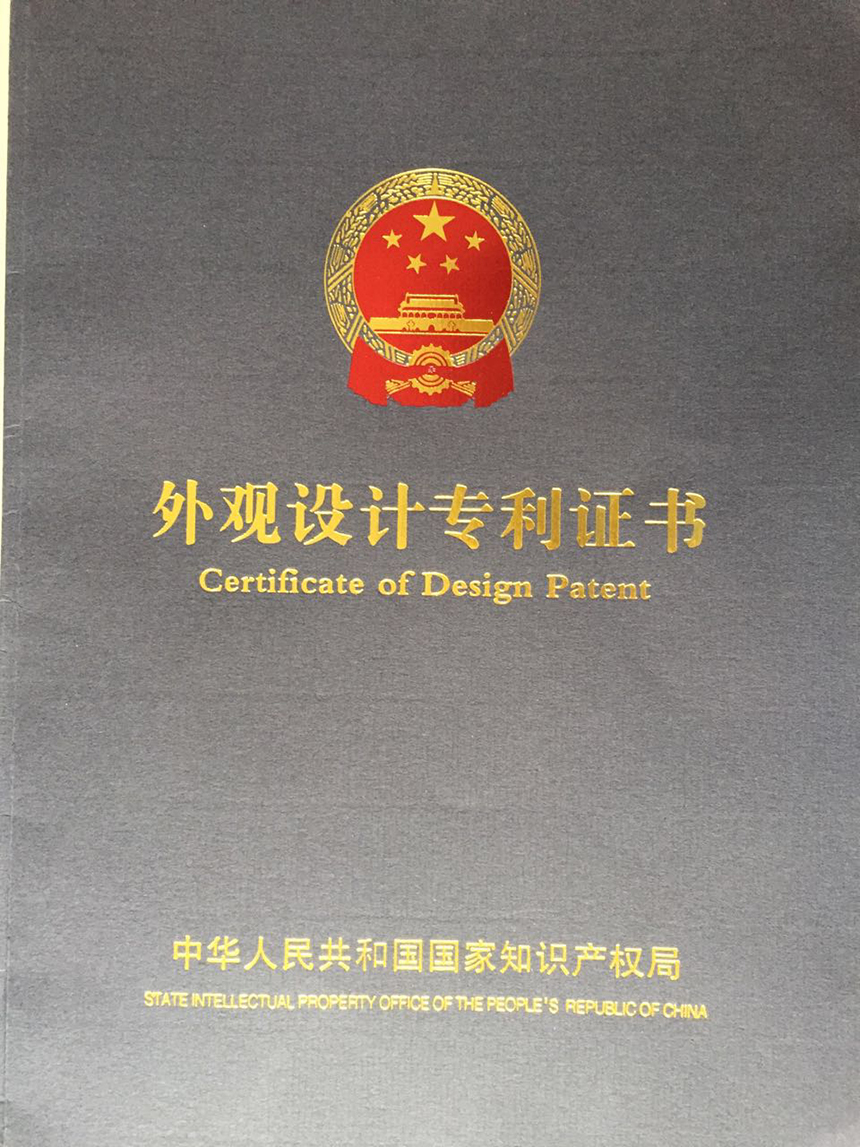 外观设计专利证书
Certificate of Design Patent
中华人民共和国国家知识产权局
STATE INTELLECTUAL PROPERTY OFFICE OF THE PEOPLE'S REPUBLIC OF CHINA